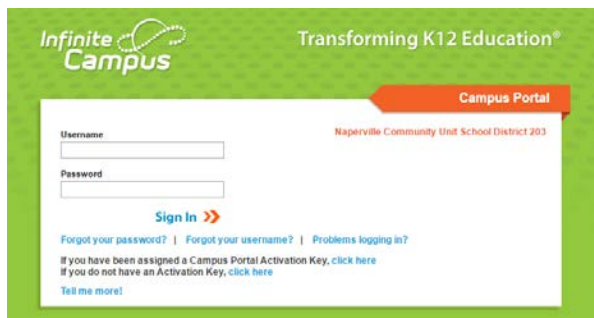 Infinite Campus
Transforming K12 Education®
Campus Portal
Naperville Community Unit School District 203
Username
Password
Sign In
Forgot your password? | Forgot your username? | Problems logging in?
If you have been assigned a Campus Portal Activation Key, click here
If you do not have an Activation Key, click here
Tell me more!